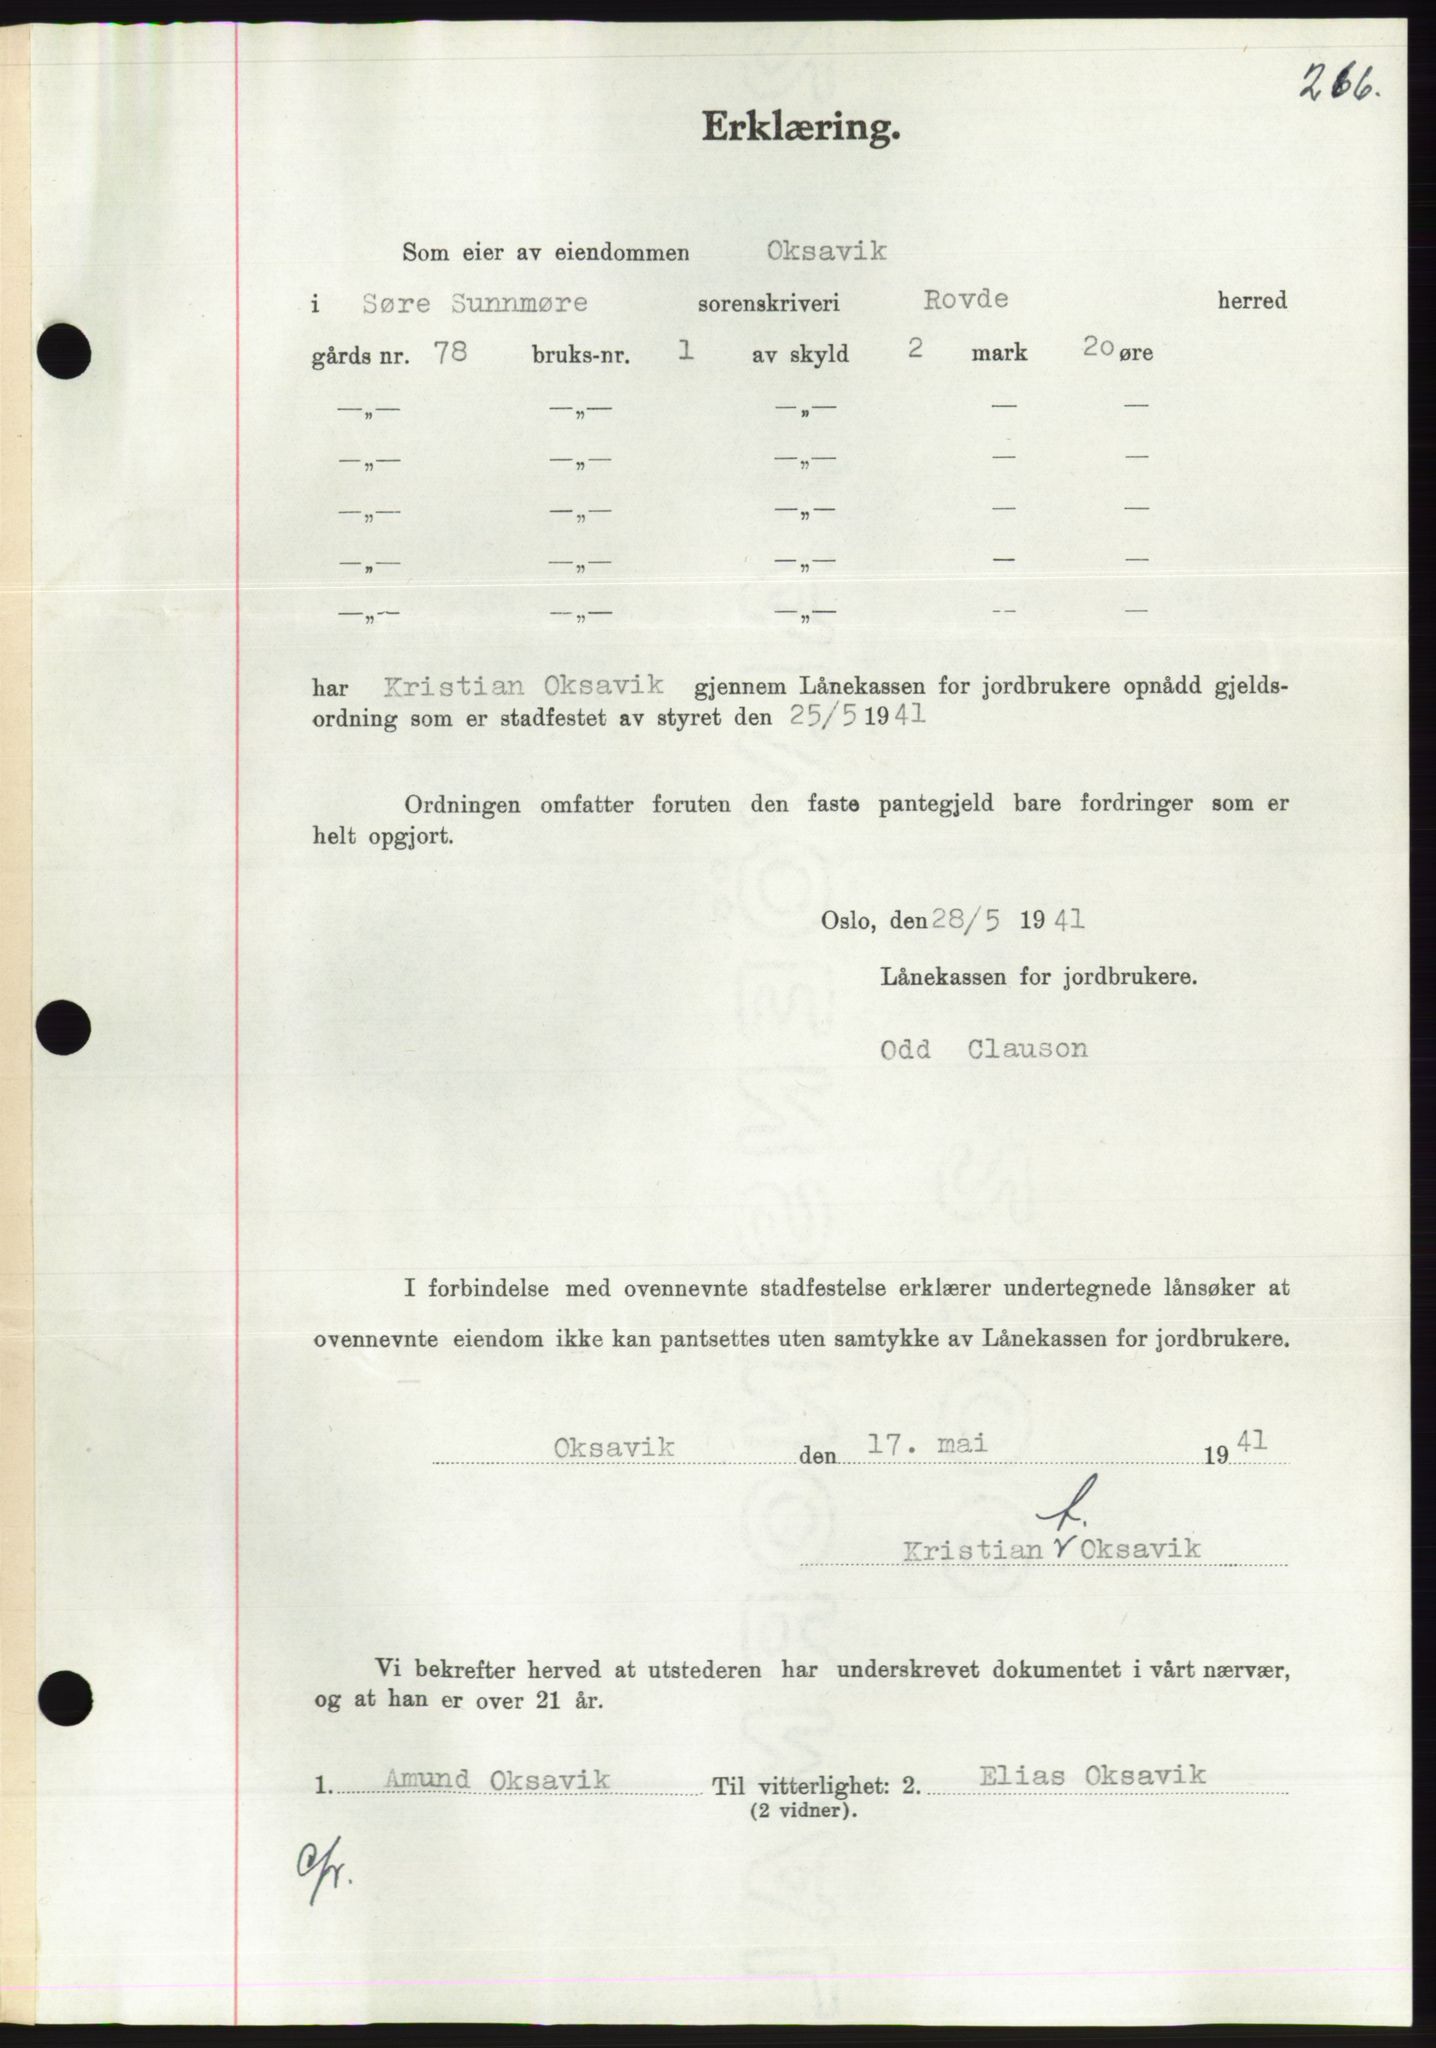 266.
Erklæring.
Som eier av eiendommen Oksavik
i Søre Sunnmøre sorenskriveri Rovde herred
gårds nr. 78 bruks-nr. 1 av skyld 2 mark 20 øre
—„— —„— —„— — —
—„— —„— —„— — —
—„— —„— —„— — —
—„— —„— —„— — —
—„— —„— —„— — —
har Kristian Oksavik gjennem Lånekassen for jordbrukere opnådd gjelds-
ordning som er stadfestet av styret den 25/5 1941
Ordningen omfatter foruten den faste pantegjeld bare fordringer som er
helt opgjort.
Oslo, den 28/5 1941
Lånekassen for jordbrukere.
Odd Clauson
I forbindelse med ovennevnte stadfestelse erklærer undertegnede lånsøker at
ovennevnte eiendom ikke kan pantsettes uten samtykke av Lånekassen for jordbrukere.
Oksavik den 17. mai 1941
Kristian Oksavik
Vi bekrefter herved at utstederen har underskrevet dokumentet i vårt nærvær,
og at han er over 21 år.
1. Amund Oksavik Til vitterlighet: 2. Elias Oksavik
(2 vidner).